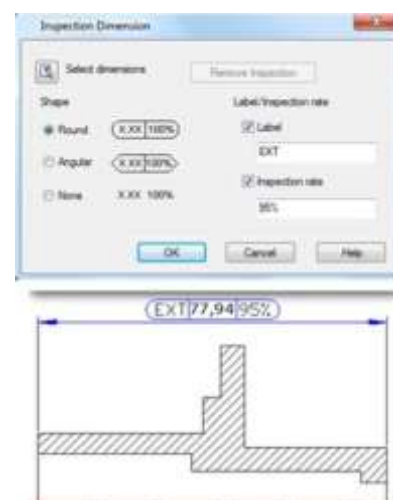 Inspection Dimension
Select dimensions
Remove Inspection
Shape
Label/Inspection rate
Round
X.XX 100%
Label
EXT
Angular
X.XX 100%
Inspection rate
None
X.XX 100%
95%
OK
Cancel
Help
EXT 77,94 95%